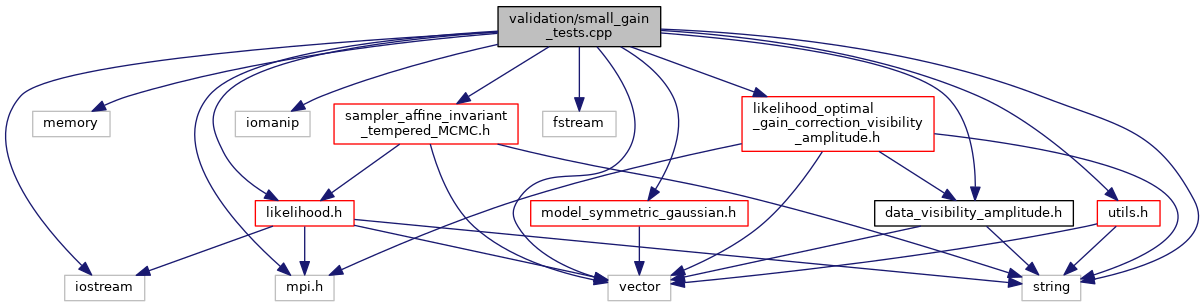 validation/small_gain
_tests.cpp
memory
iomanip
sampler_affine_invariant
_tempered_MCMC.h
fstream
likelihood_optimal
_gain_correction_visibility
_amplitude.h
likelihood.h
model_symmetric_gaussian.h
data_visibility_amplitude.h
utils.h
iostream
mpi.h
vector
string